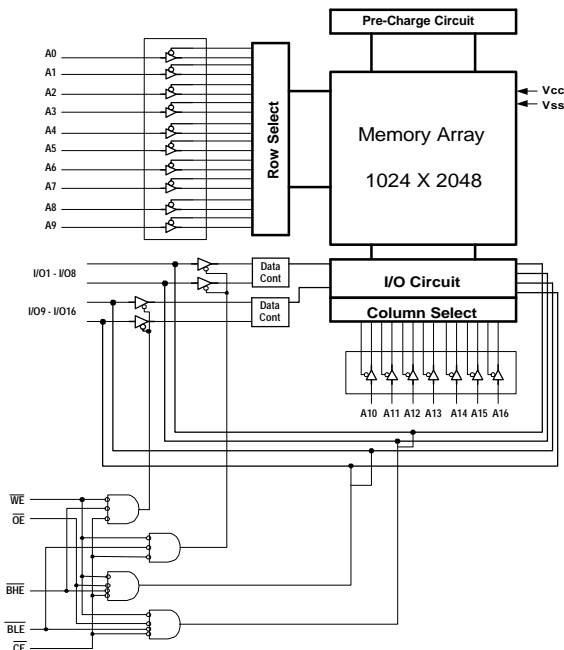 Pre-Charge Circuit
A0
A1
A2
A3
A4
A5
A6
A7
A8
A9
Row Select
Memory Array
1024 X 2048
Vcc
Vss
I/O1 - I/O8
I/O9 - I/O16
Data
Cont
Data
Cont
I/O Circuit
Column Select
A10 A11 A12 A13 A14 A15 A16
WE
OE
BHE
BLE
CE